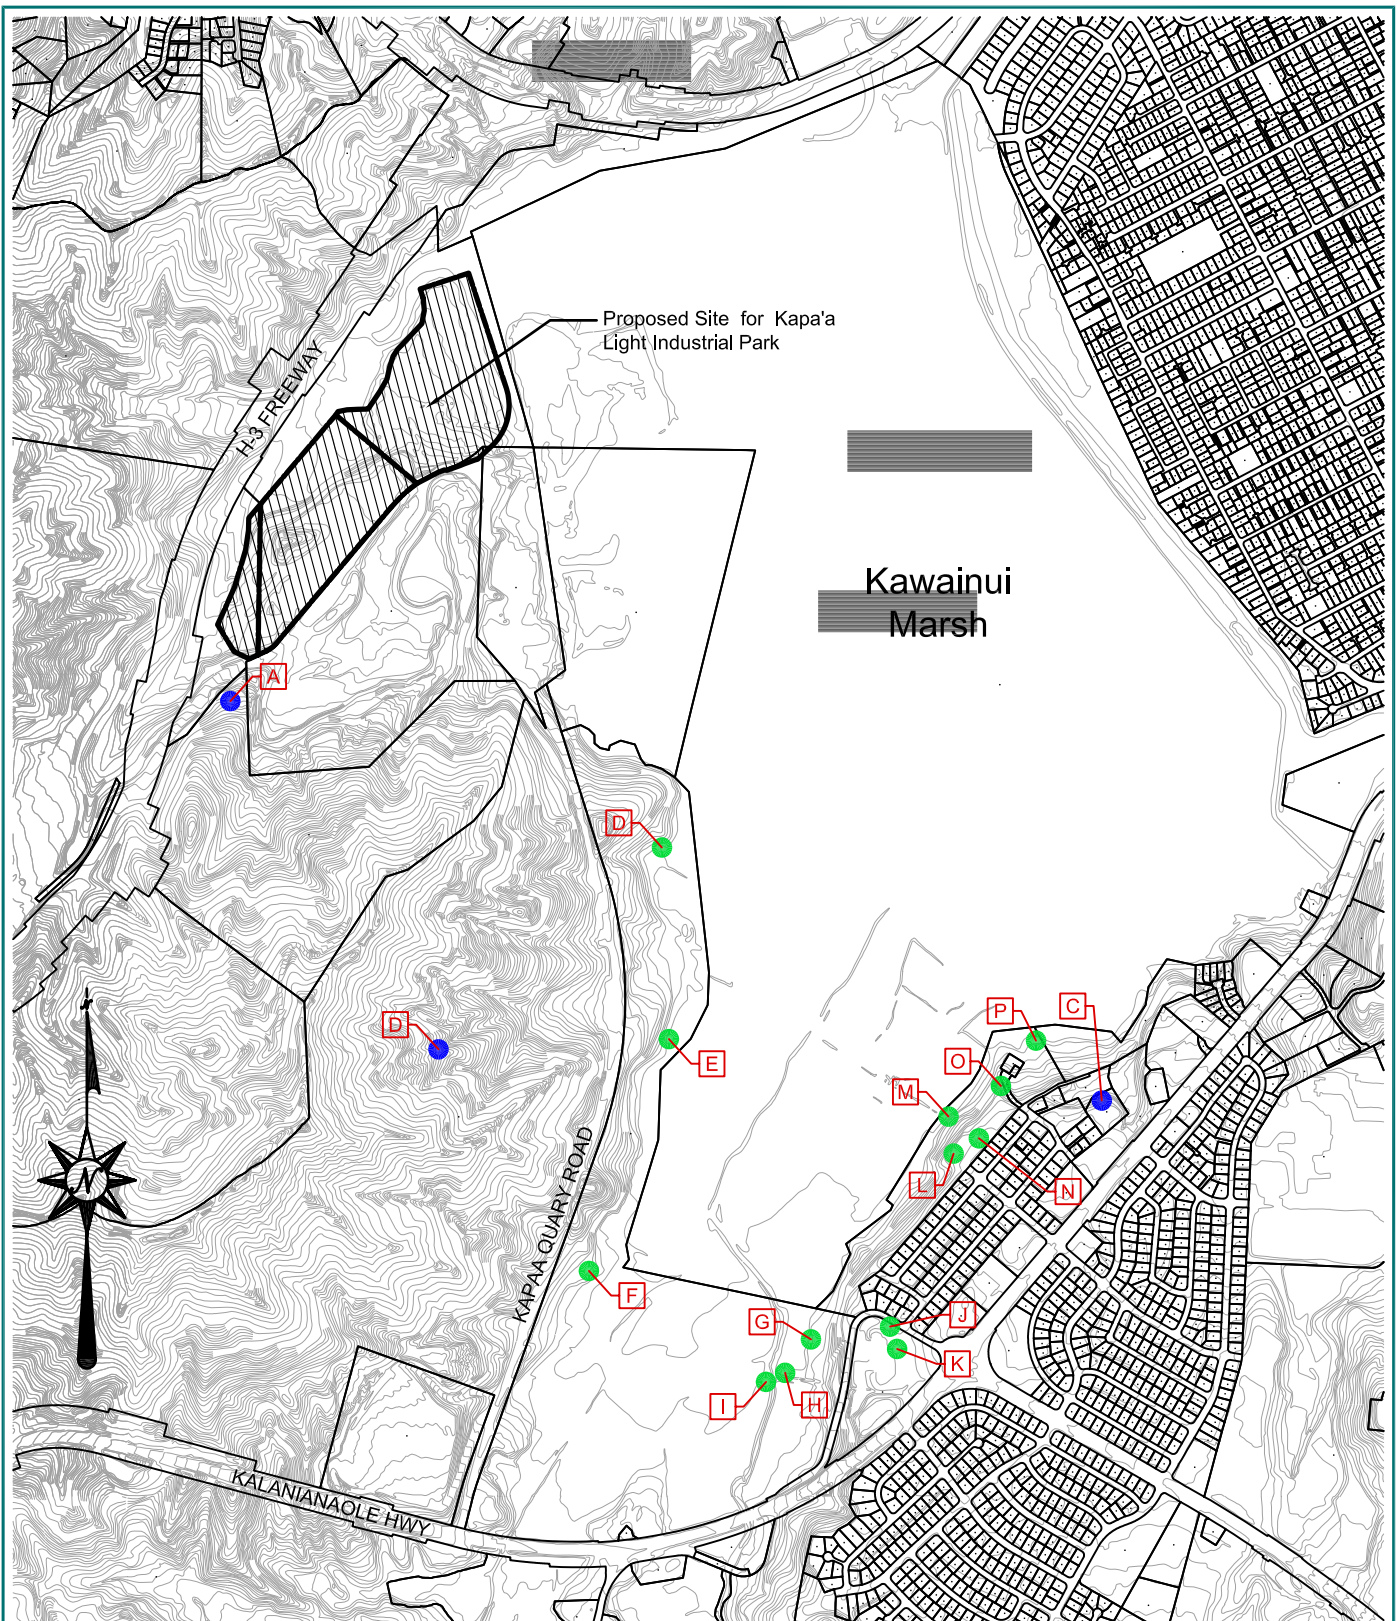 Proposed Site for Kapa'a
Light Industrial Park
H-3 FREEWAY
Kawainui
Marsh
A
D
D
E
P
C
O
M
L
N
KAPAA QUARY ROAD
F
G
J
K
I
H
N
KALANIANAOLE HWY